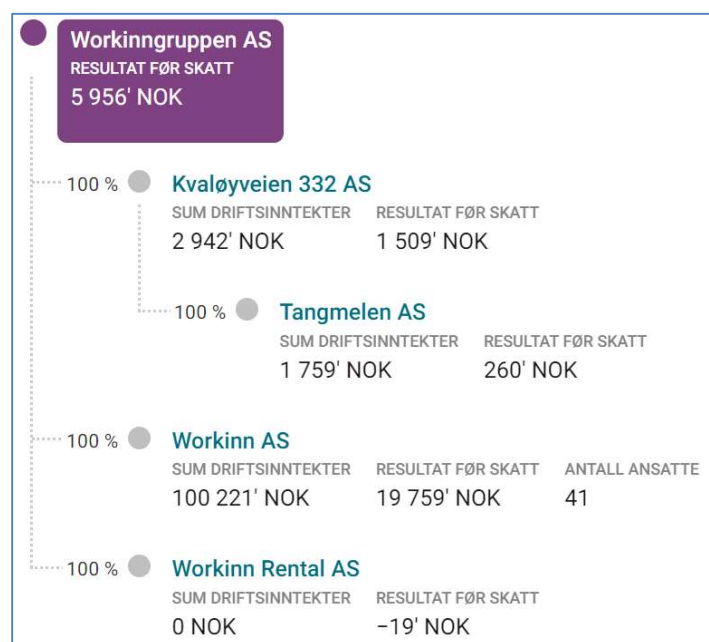 Workinngruppen AS
RESULTAT FØR SKATT
5 956' NOK
100 % Kvaløyveien 332 AS
SUM DRIFTSINNTEKTER RESULTAT FØR SKATT
2 942' NOK 1 509' NOK
100 % Tangmelen AS
SUM DRIFTSINNTEKTER RESULTAT FØR SKATT
1 759' NOK 260' NOK
100 % Workinn AS
SUM DRIFTSINNTEKTER RESULTAT FØR SKATT ANTALL ANSATTE
100 221' NOK 19 759' NOK 41
100 % Workinn Rental AS
SUM DRIFTSINNTEKTER RESULTAT FØR SKATT
0 NOK −19' NOK